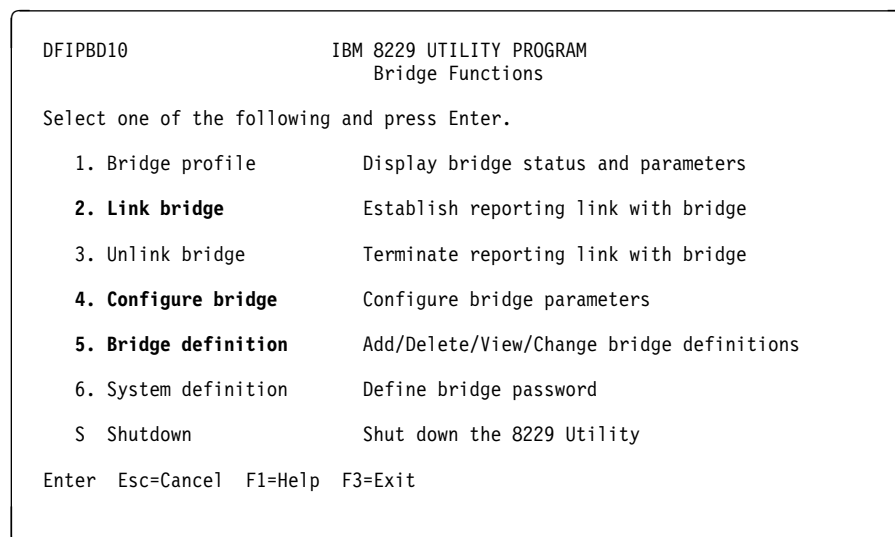 DFIPBD10 IBM 8229 UTILITY PROGRAM
Bridge Functions
Select one of the following and press Enter.
1. Bridge profile Display bridge status and parameters
2. Link bridge Establish reporting link with bridge
3. Unlink bridge Terminate reporting link with bridge
4. Configure bridge Configure bridge parameters
5. Bridge definition Add/Delete/View/Change bridge definitions
6. System definition Define bridge password
S Shutdown Shut down the 8229 Utility
Enter Esc=Cancel F1=Help F3=Exit